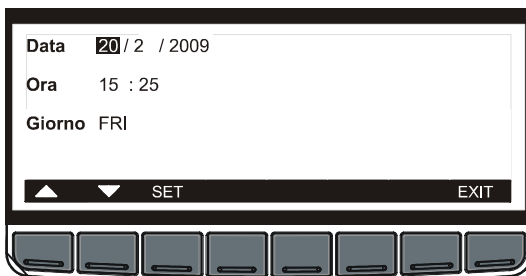 Data 20 / 2 / 2009
Ora 15 : 25
Giorno FRI
SET EXIT